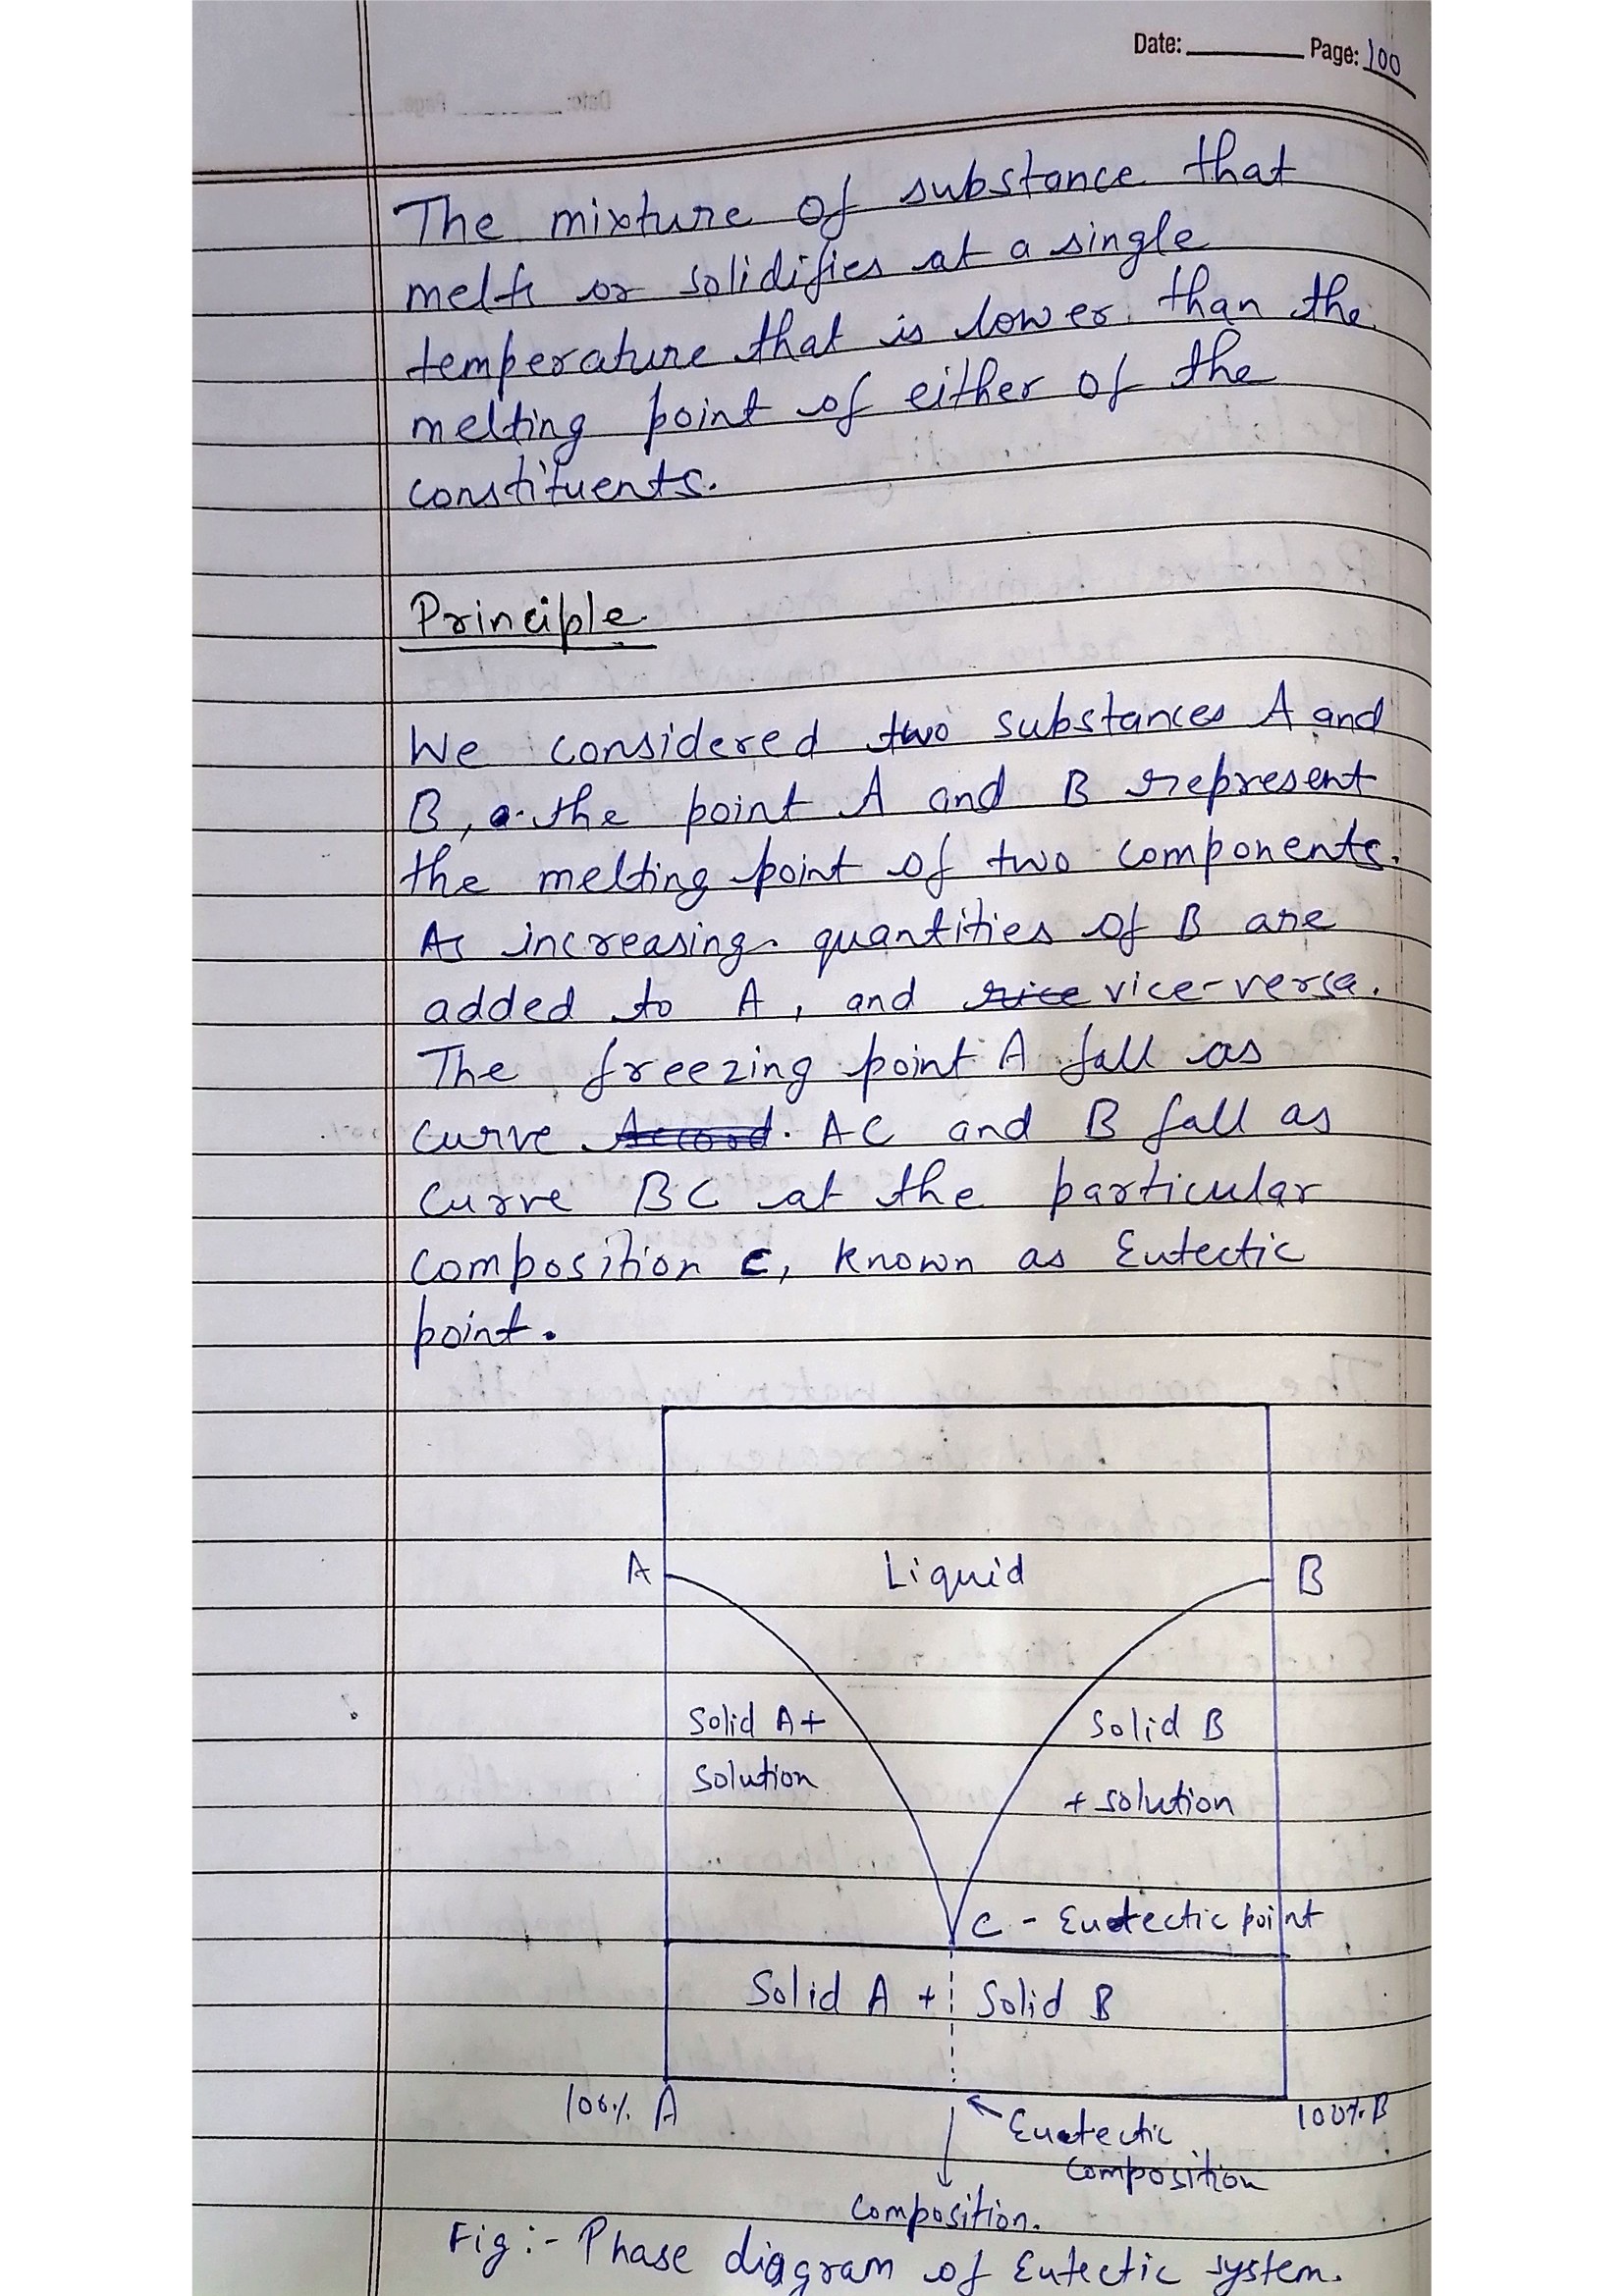 Date: Page: 100
The mixture of substance that
melts or solidifies at a single
temperature that is lower than the
melting point of either of the
constituents.
Principle
We considered two substances A and
B, the point A and B represent
the melting point of two components.
As increasing quantities of B are
added to A, and vice-versa.
The freezing point A fall as
curve AC and B fall as
curve BC at the particular
composition C, known as Eutectic
point.
A Liquid B
Solid A+ Solid B
Solution + solution
C - Eutectic point
Solid A + Solid B
100% A 100% B
Eutectic
composition
Composition.
Fig:- Phase diagram of Eutectic system.